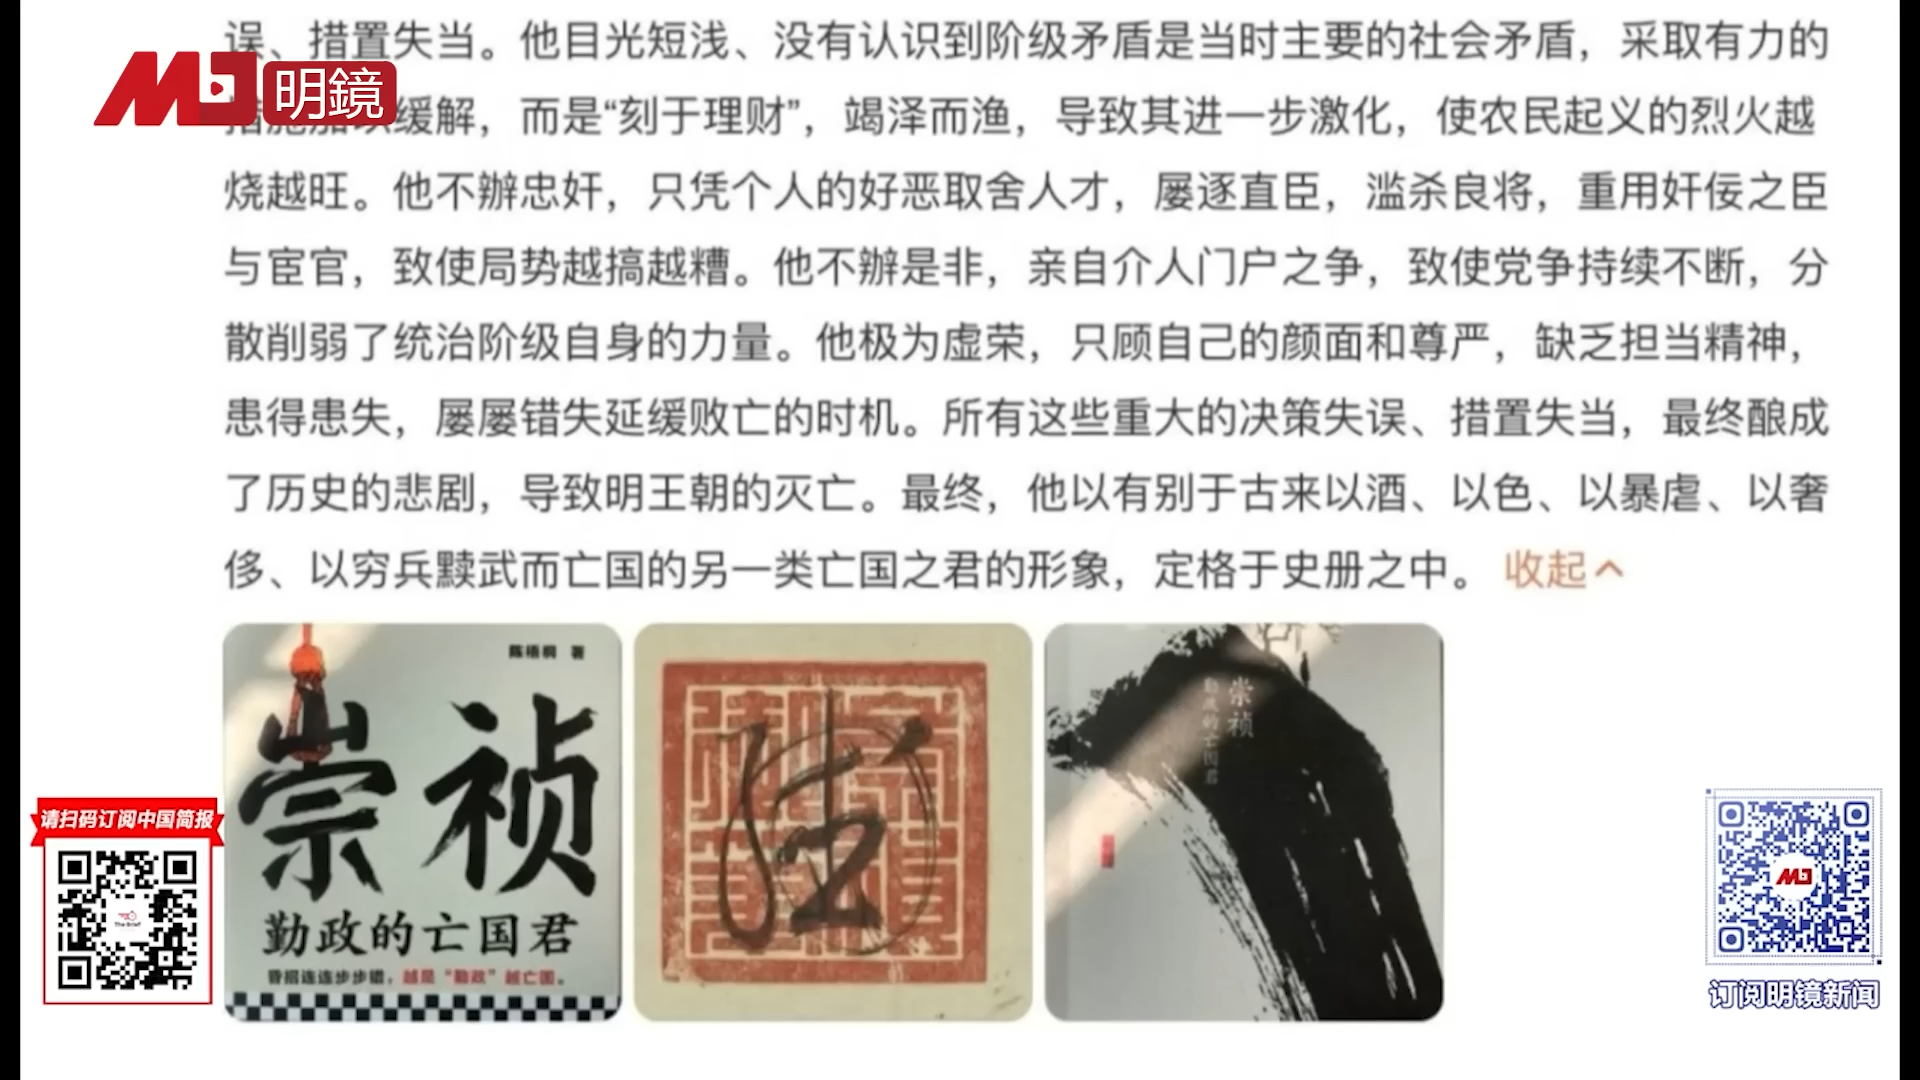 误、措置失当。他目光短浅、没有认识到阶级矛盾是当时主要的社会矛盾，采取有力的
缓解，而是“刻于理财”，竭泽而渔，导致其进一步激化，使农民起义的烈火越
烧越旺。他不辦忠奸，只凭个人的好恶取舍人才，屡逐直臣，滥杀良将，重用奸佞之臣
与宦官，致使局势越搞越糟。他不辦是非，亲自介人门户之争，致使党争持续不断，分
散削弱了统治阶级自身的力量。他极为虚荣，只顾自己的颜面和尊严，缺乏担当精神，
患得患失，屡屡错失延缓败亡的时机。所有这些重大的决策失误、措置失当，最终酿成
了历史的悲剧，导致明王朝的灭亡。最终，他以有别于古来以酒、以色、以暴虐、以奢
侈、以穷兵黩武而亡国的另一类亡国之君的形象，定格于史册之中。 收起
明鏡
陈梧桐 著
崇祯
勤政的亡国君
昏招连连步步错，越是“勤政”越亡国。
崇祯
勤政的亡国君
请扫码订阅中国简报
The Brief
订阅明镜新闻